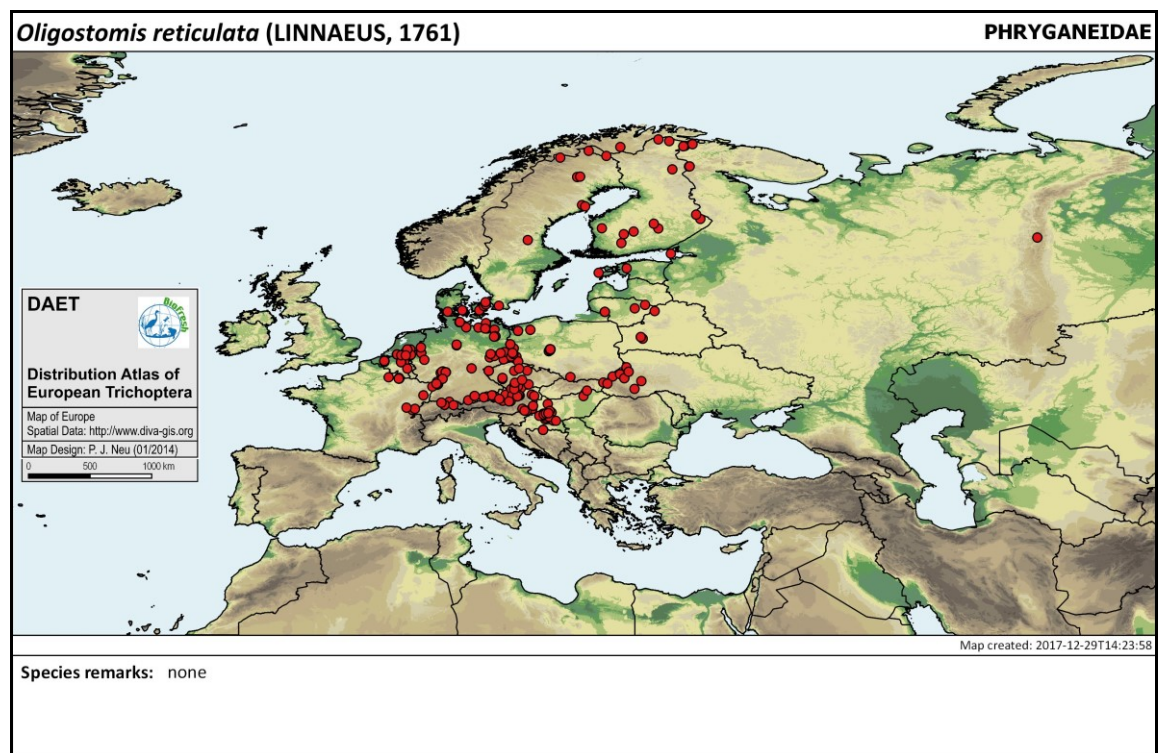 Oligostomis reticulata (LINNAEUS, 1761)
PHRYGANEIDAE
DAET
BioFresh
Distribution Atlas of
European Trichoptera
Map of Europe
Spatial Data: http://www.diva-gis.org
Map Design: P. J. Neu (01/2014)
0 500 1000 km
Map created: 2017-12-29T14:23:58
Species remarks: none